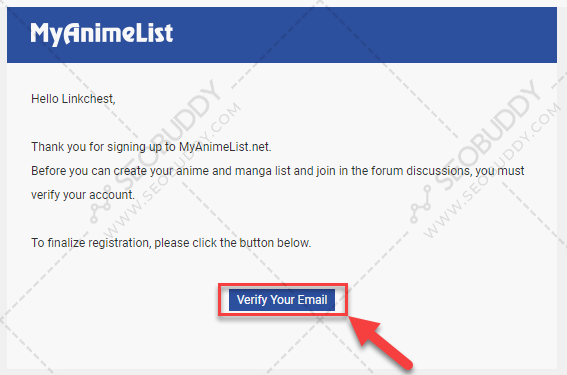 MyAnimeList
Hello Linkchest,
Thank you for signing up to MyAnimeList.net.
Before you can create your anime and manga list and join in the forum discussions, you must
verify your account.
To finalize registration, please click the button below.
Verify Your Email
SEOBUDDY
WWW.SEOBUDDY.COM
SEOBUDDY
WWW.SEOBUDDY.COM